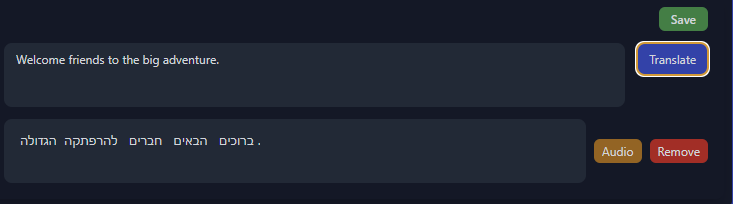 Save
Welcome friends to the big adventure.
Translate
ברוכים הבאים חברים להרפתקה הגדולה .
Audio
Remove